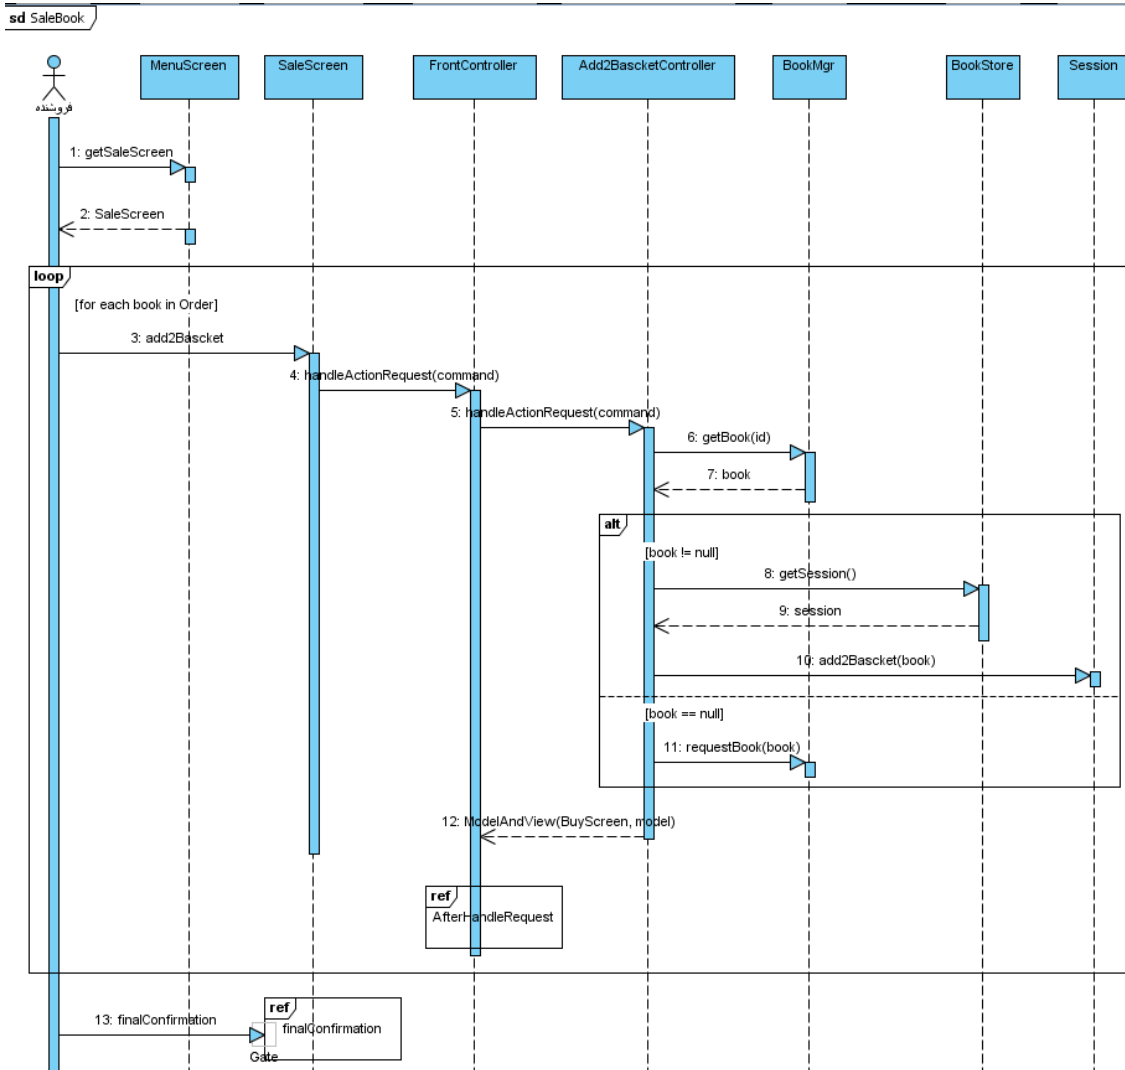 sd SaleBook
فروشنده
MenuScreen
SaleScreen
FrontController
Add2BascketController
BookMgr
BookStore
Session
1: getSaleScreen
2: SaleScreen
loop
[for each book in Order]
3: add2Bascket
4: handleActionRequest(command)
5: handleActionRequest(command)
6: getBook(id)
7: book
alt
[book != null]
8: getSession()
9: session
10: add2Bascket(book)
[book == null]
11: requestBook(book)
12: ModelAndView(BuyScreen, model)
ref
AfterHandleRequest
13: finalConfirmation
ref
finalConfirmation
Gate